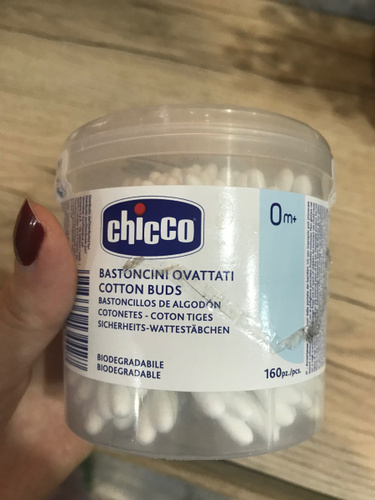 chicco
0m+
BASTONCINI OVATTATI
COTTON BUDS
BASTONCILLOS DE ALGODÓN
COTONETES - COTON TIGES
SICHERHEITS-WATTESTÄBCHEN
BIODEGRADABILE
BIODEGRADABLE
160pz./pcs.